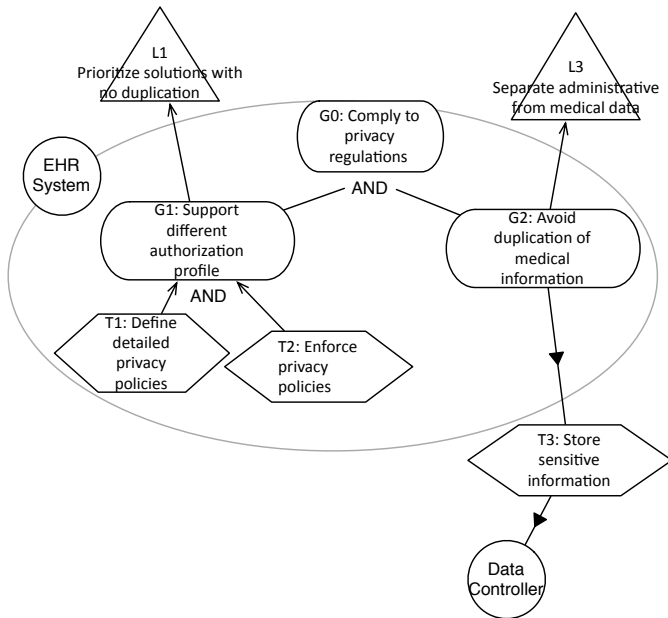 L1
Prioritize solutions with
no duplication
L3
Separate administrative
from medical data
G0: Comply to
privacy
regulations
EHR
System
AND
G1: Support
different
authorization
profile
G2: Avoid
duplication of
medical
information
AND
T1: Define
detailed
privacy
policies
T2: Enforce
privacy
policies
T3: Store
sensitive
information
Data
Controller